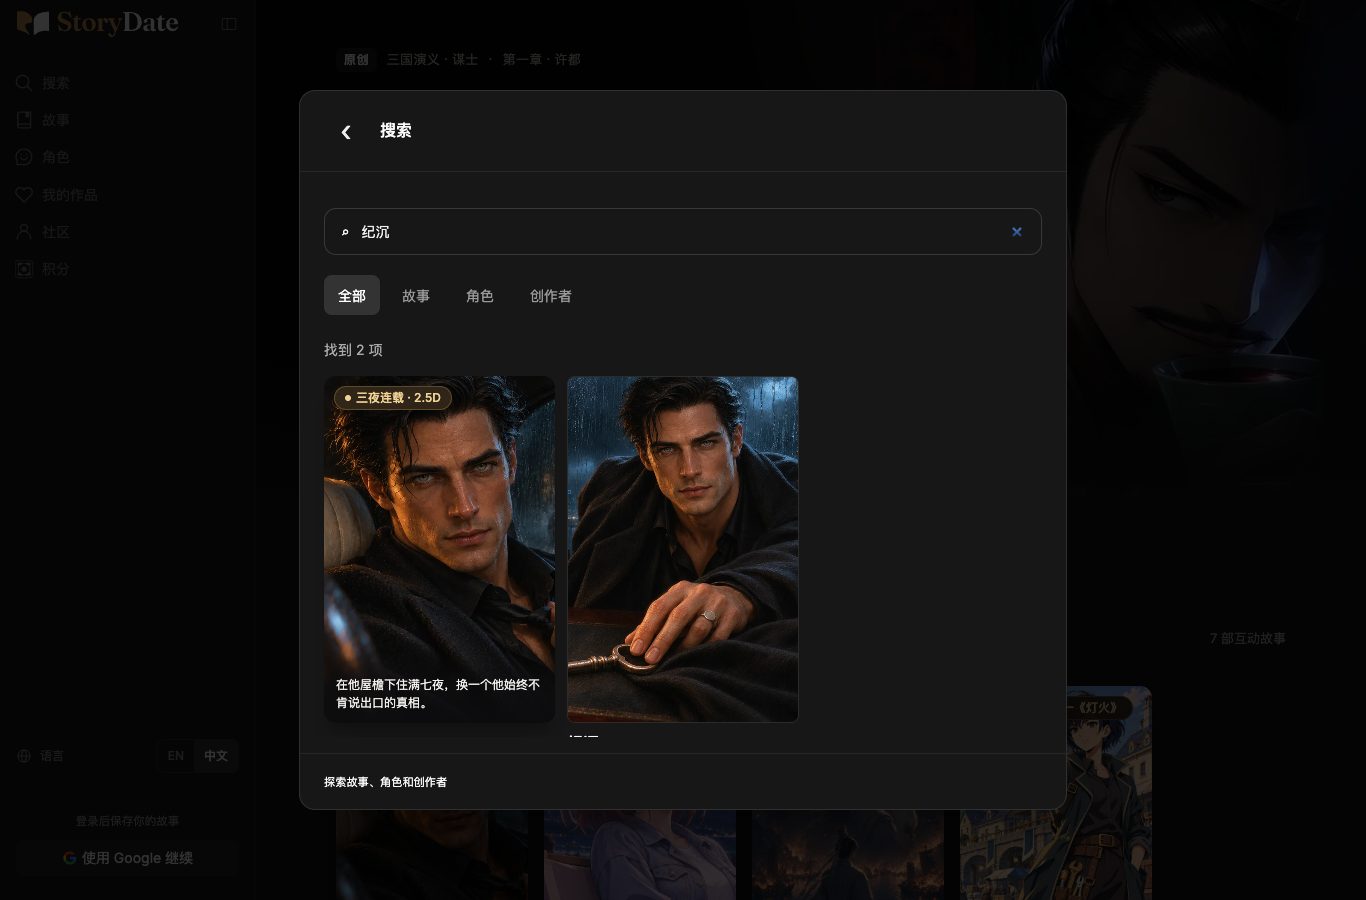 StoryDate
搜索
故事
角色
我的作品
社区
积分
语言
EN
中文
登录后保存你的故事
使用 Google 继续
原创
三国演义 · 谋士 · 第一章 · 许都
搜索
纪沉
全部
故事
角色
创作者
找到 2 项
三夜连载 · 2.5D
在他屋檐下住满七夜，换一个他始终不
肯说出口的真相。
探索故事、角色和创作者
7 部互动故事
《灯火》